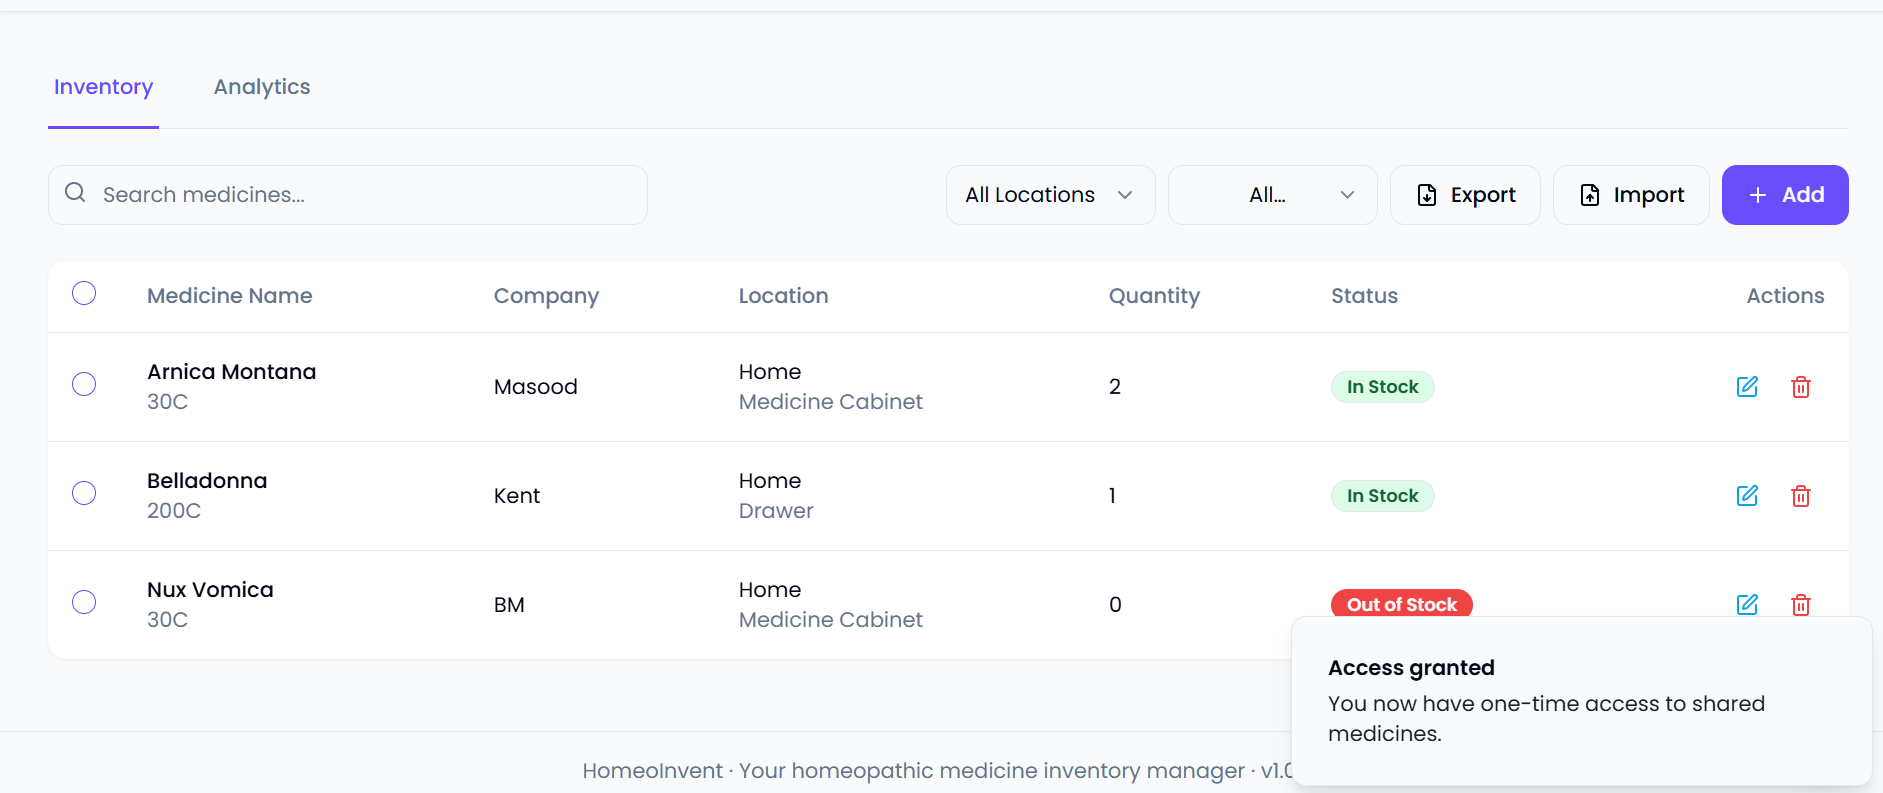 Inventory Analytics
Search medicines... All Locations All... Export Import + Add
Medicine Name Company Location Quantity Status Actions
Arnica Montana
30C
Masood
Home
Medicine Cabinet
2
In Stock
Belladonna
200C
Kent
Home
Drawer
1
In Stock
Nux Vomica
30C
BM
Home
Medicine Cabinet
0
Out of Stock
Access granted
You now have one-time access to shared
medicines.
HomeoInvent · Your homeopathic medicine inventory manager · v1.0